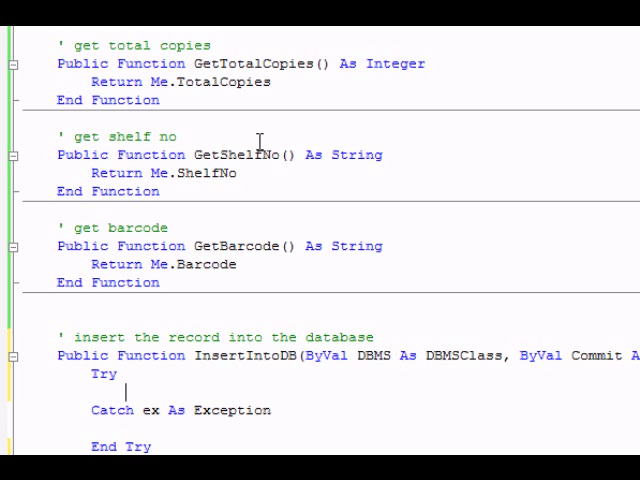 ' get total copies
Public Function GetTotalCopies() As Integer
Return Me.TotalCopies
End Function
' get shelf no
Public Function GetShelfNo() As String
Return Me.ShelfNo
End Function
' get barcode
Public Function GetBarcode() As String
Return Me.Barcode
End Function
' insert the record into the database
Public Function InsertIntoDB(ByVal DBMS As DBMSClass, ByVal Commit A
Try
Catch ex As Exception
End Try